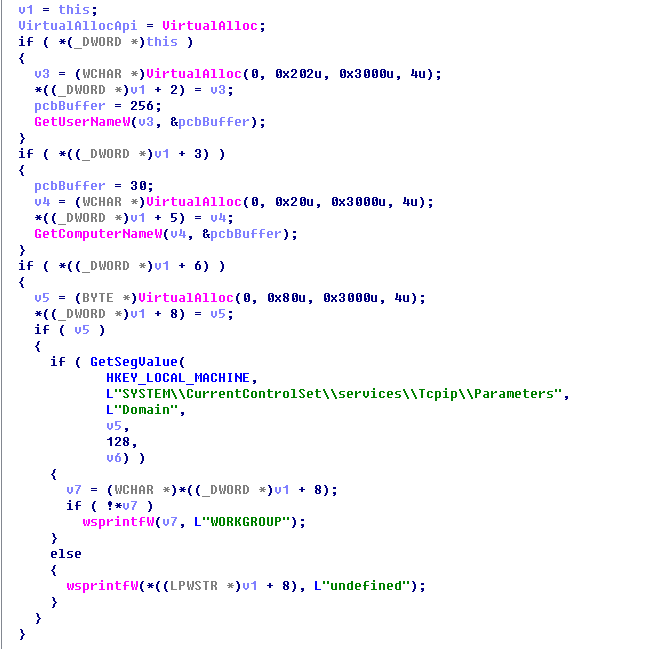 v1 = this;
VirtualAllocApi = VirtualAlloc;
if ( *(_DWORD *)this )
{
v3 = (WCHAR *)VirtualAlloc(0, 0x202u, 0x3000u, 4u);
*((_DWORD *)v1 + 2) = v3;
pcbBuffer = 256;
GetUserNameW(v3, &pcbBuffer);
}
if ( *((_DWORD *)v1 + 3) )
{
pcbBuffer = 30;
v4 = (WCHAR *)VirtualAlloc(0, 0x20u, 0x3000u, 4u);
*((_DWORD *)v1 + 5) = v4;
GetComputerNameW(v4, &pcbBuffer);
}
if ( *((_DWORD *)v1 + 6) )
{
v5 = (BYTE *)VirtualAlloc(0, 0x80u, 0x3000u, 4u);
*((_DWORD *)v1 + 8) = v5;
if ( v5 )
{
if ( GetSegValue(
HKEY_LOCAL_MACHINE,
L"SYSTEM\\CurrentControlSet\\services\\Tcpip\\Parameters",
L"Domain",
v5,
128,
v6) )
{
v7 = (WCHAR *)*((_DWORD *)v1 + 8);
if ( !*v7 )
wsprintfW(v7, L"WORKGROUP");
}
else
{
wsprintfW(*((LPWSTR *)v1 + 8), L"undefined");
}
}
}